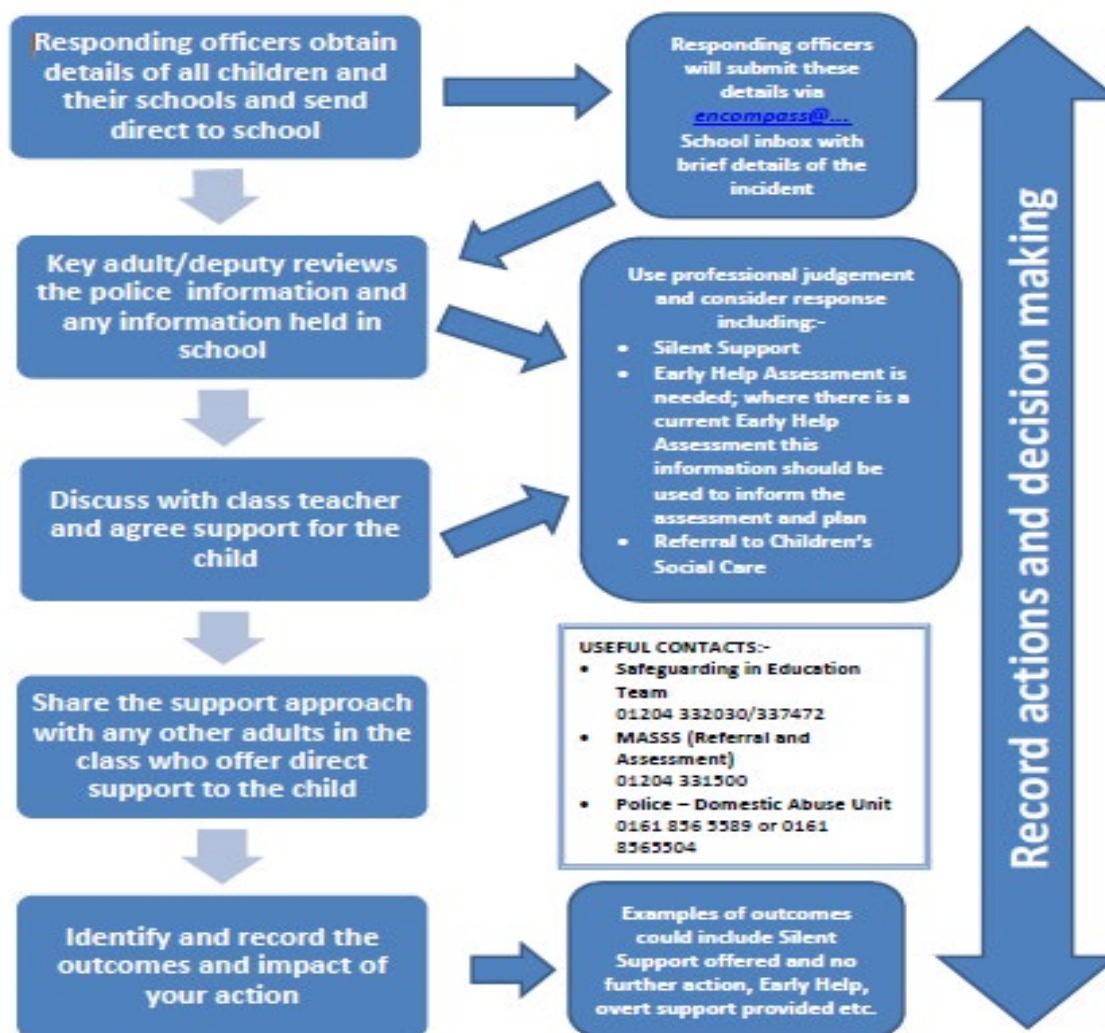 Responding officers obtain
details of all children and
their schools and send
direct to school
Responding officers
will submit these
details via
encompass@...
School inbox with
brief details of the
incident
Key adult/deputy reviews
the police information and
any information held in
school
Use professional judgement
and consider response
including:-
• Silent Support
• Early Help Assessment is
needed; where there is a
current Early Help
Assessment this
information should be
used to inform the
assessment and plan
• Referral to Children's
Social Care
Discuss with class teacher
and agree support for the
child
USEFUL CONTACTS:-
• Safeguarding in Education
Team
01204 332030/337472
• MASSS (Referral and
Assessment)
01204 331500
• Police – Domestic Abuse Unit
0161 856 5589 or 0161
8565504
Share the support approach
with any other adults in the
class who offer direct
support to the child
Identify and record the
outcomes and impact of
your action
Examples of outcomes
could include Silent
Support offered and no
further action, Early Help,
overt support provided etc.
Record actions and decision making